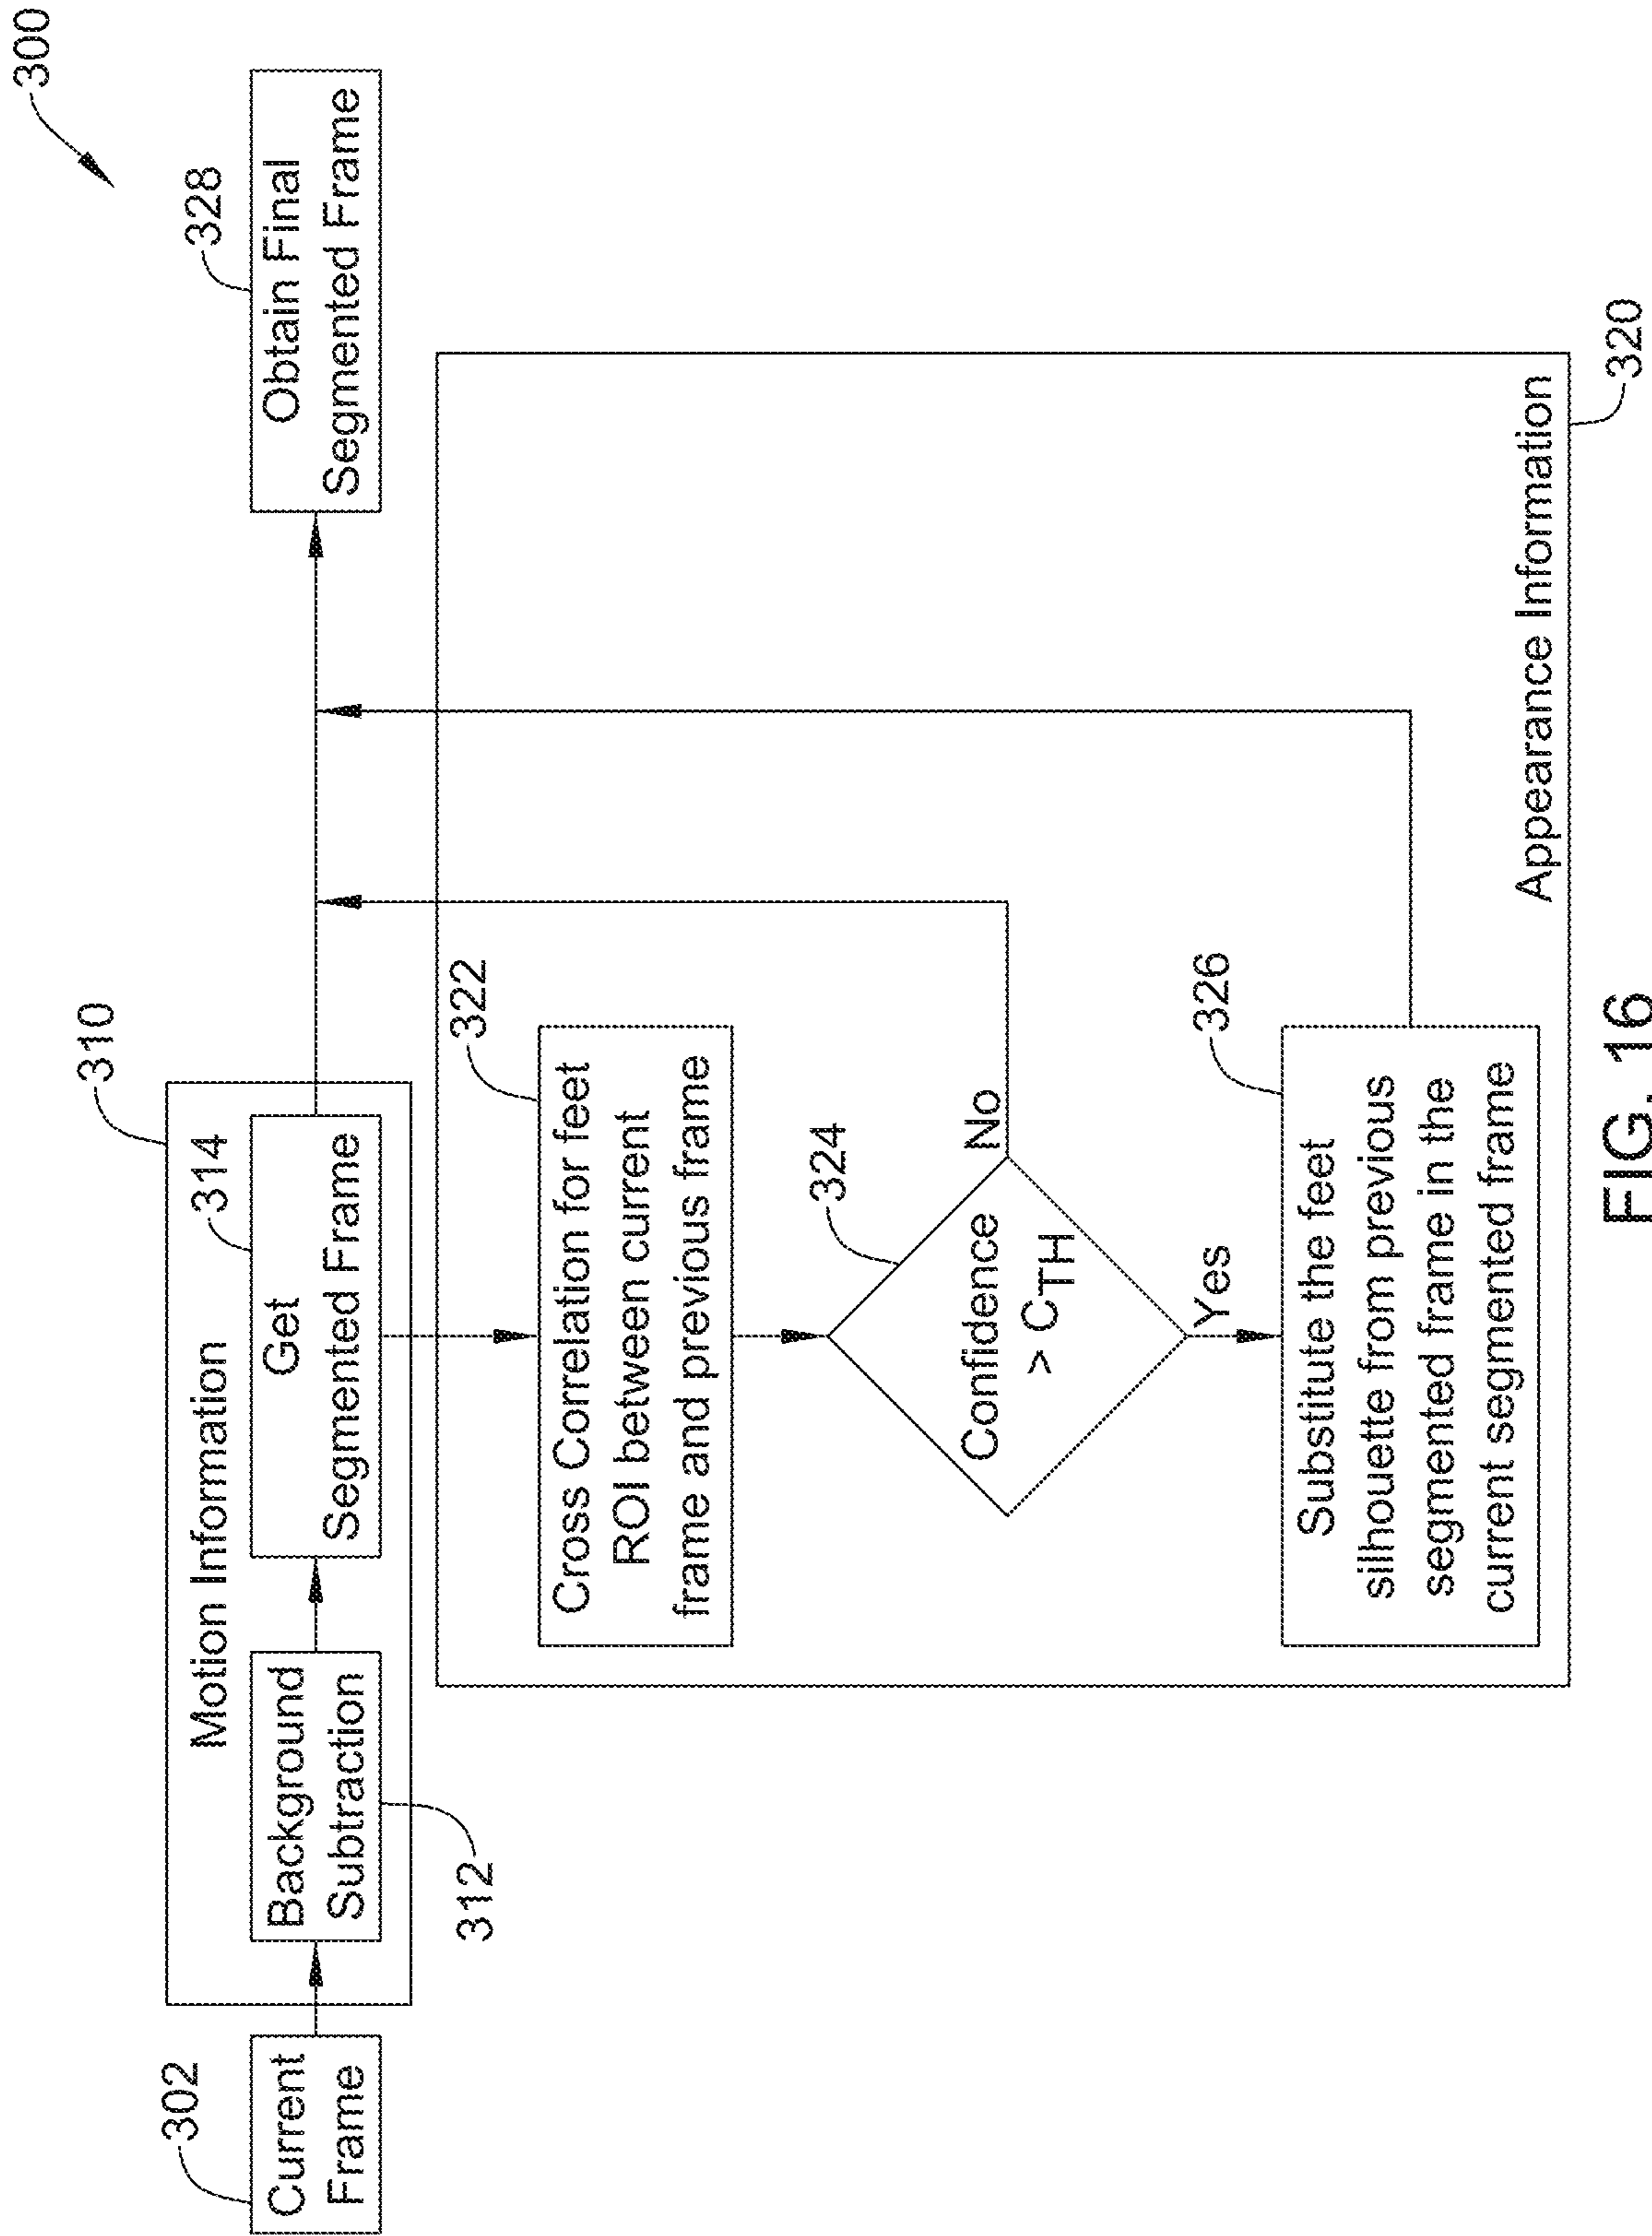 300
302
Current
Frame
310
Motion Information
312
Background
Subtraction
314
Get
Segmented Frame
328
Obtain Final
Segmented Frame
322
Cross Correlation for feet
ROI between current
frame and previous frame
324
Confidence
> CTH
No
Yes
326
Substitute the feet
silhouette from previous
segmented frame in the
current segmented frame
Appearance Information
320
FIG. 16